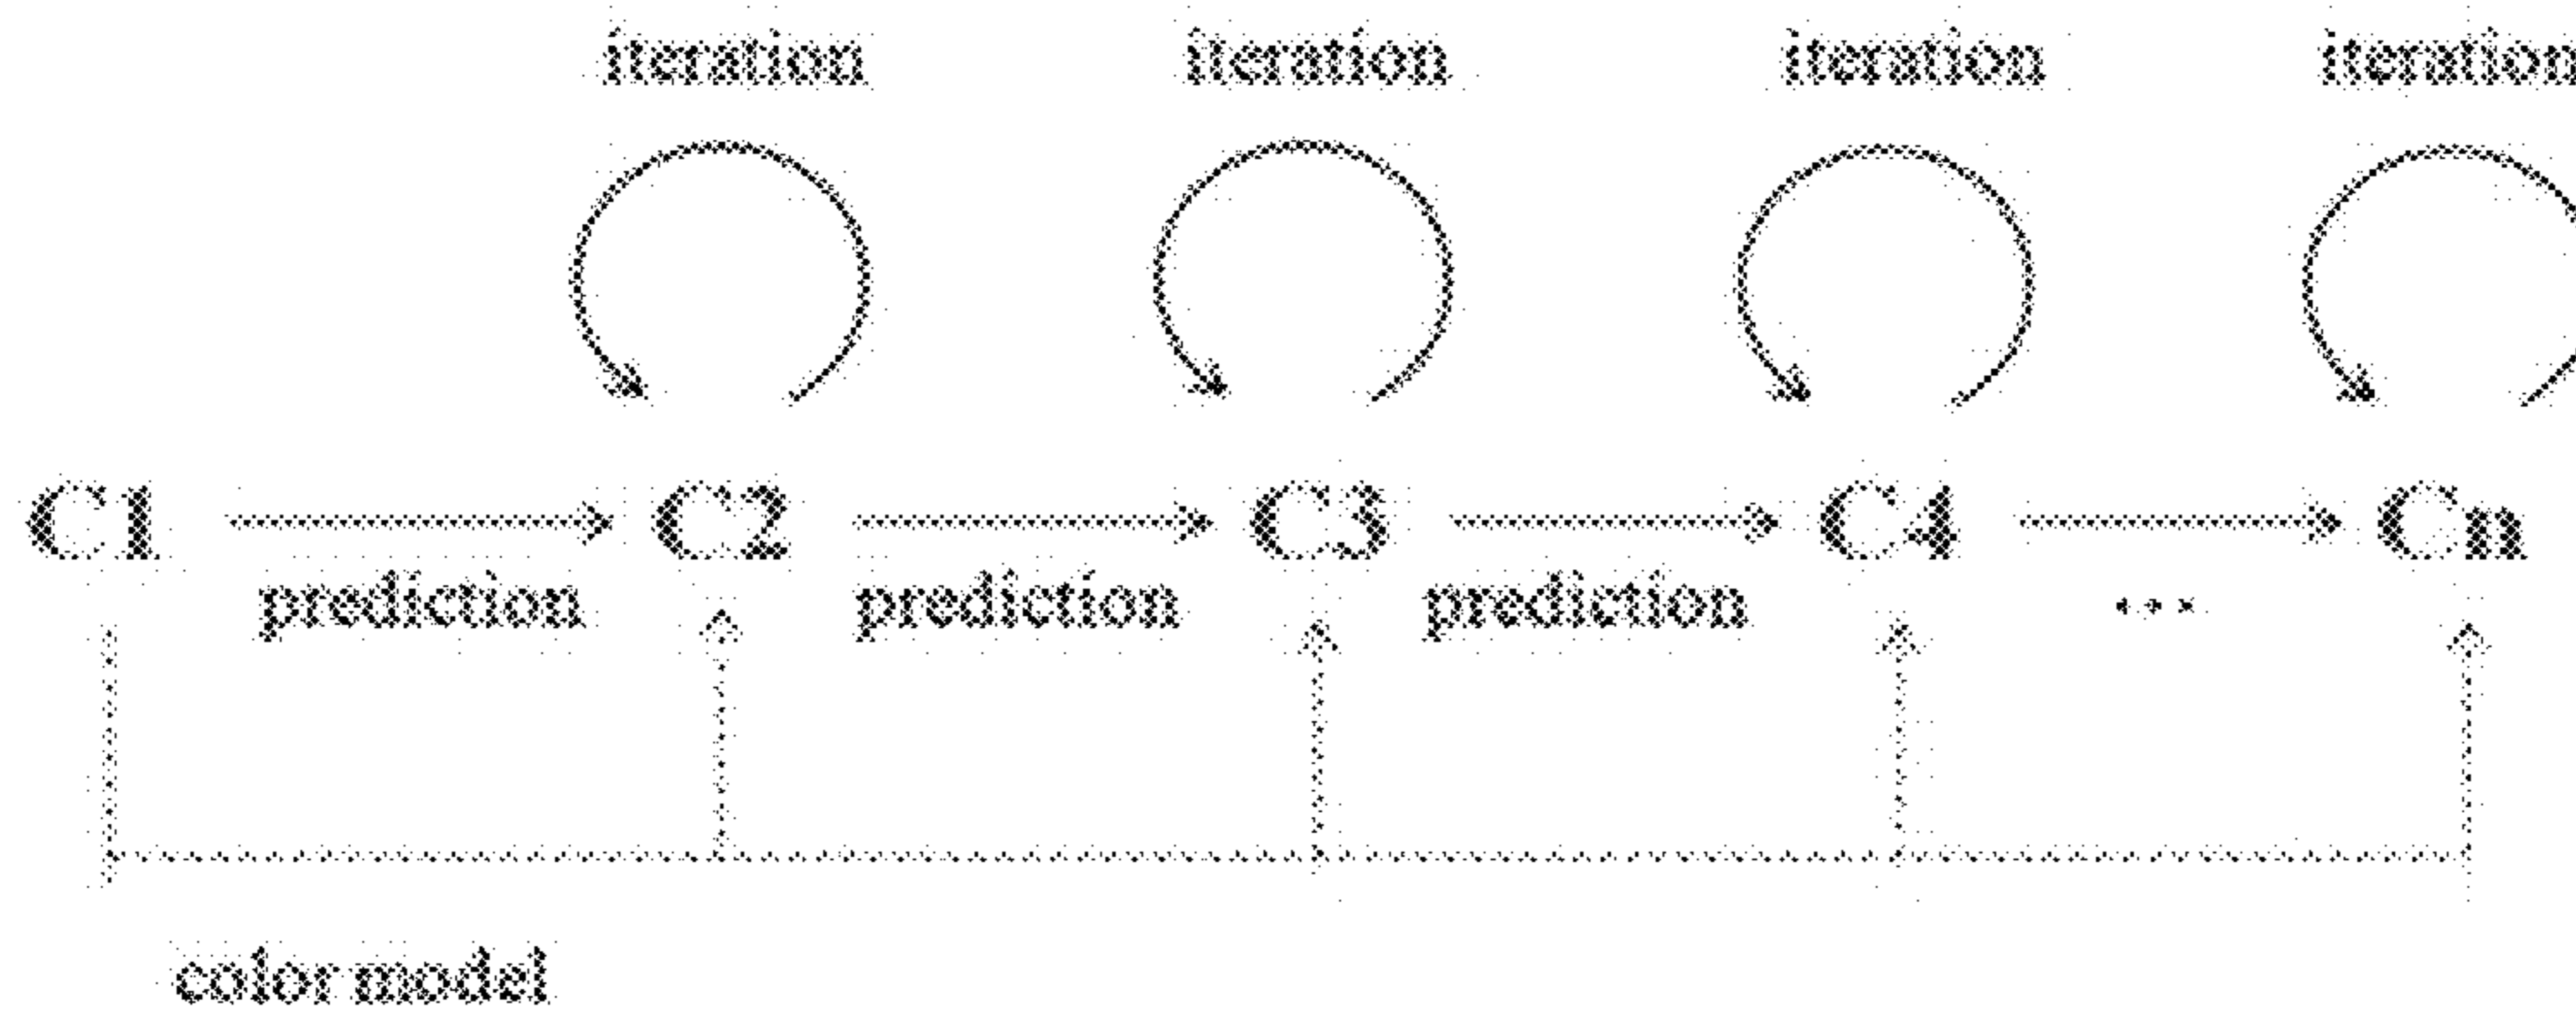 iteration iteration iteration iteration
C1 C2 C3 C4 Cn
prediction prediction prediction ...
color model